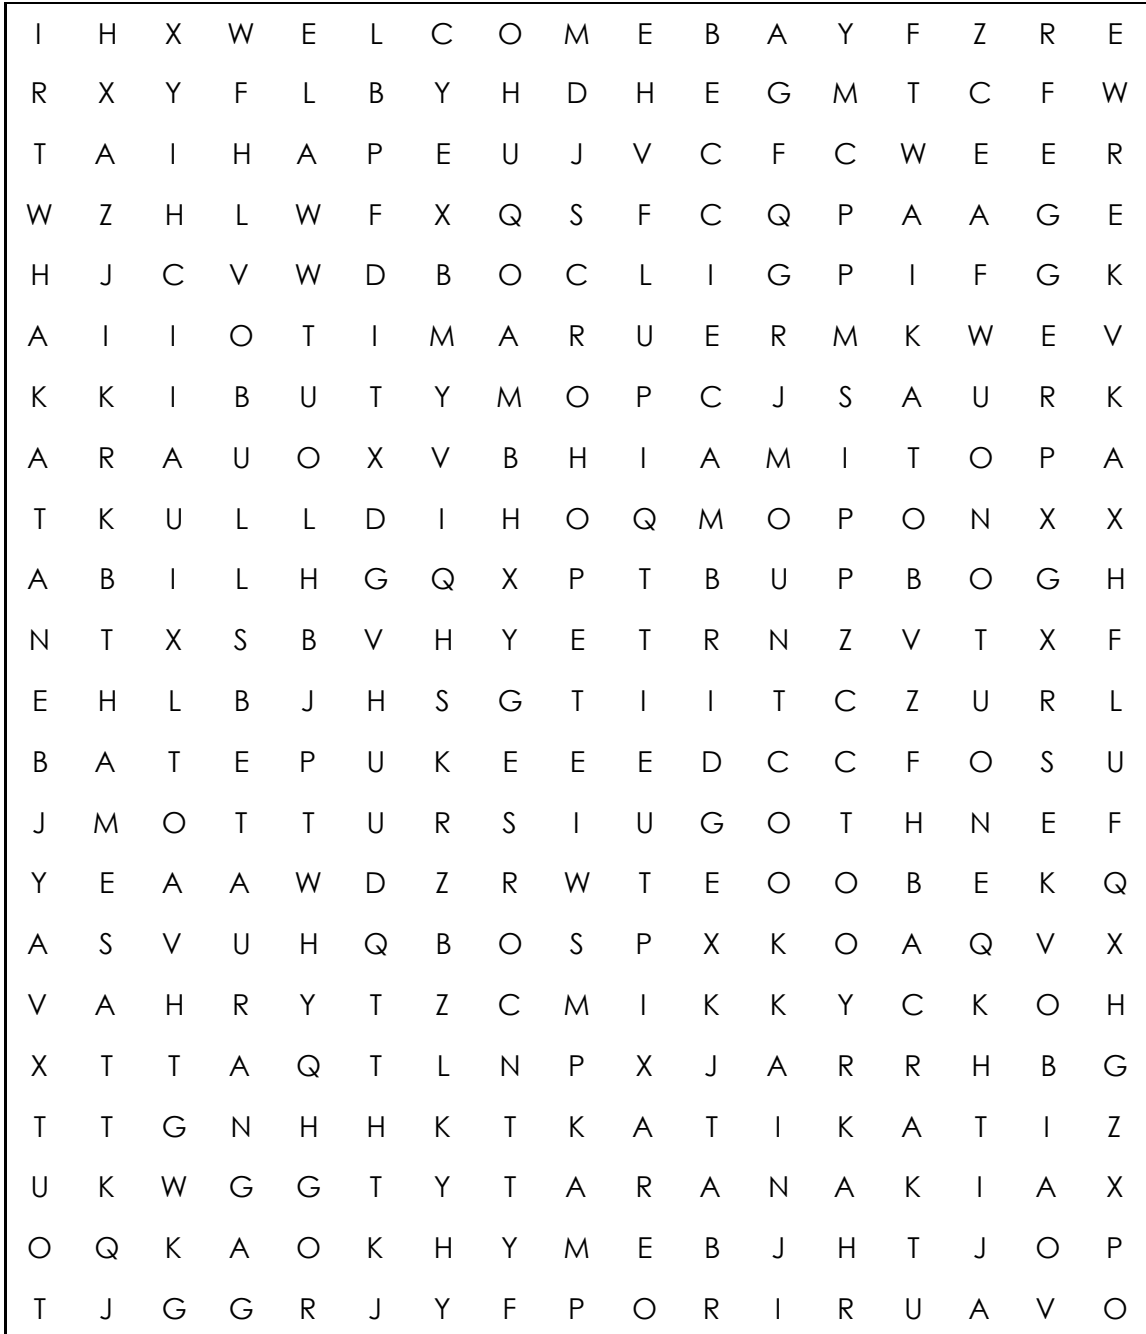 I H X W E L C O M E B A Y F Z R E
R X Y F L B Y H D H E G M T C F W
T A I H A P E U J V C F C W E E R
W Z H L W F X Q S F C Q P A A G E
H J C V W D B O C L I G P I F G K
A I I O T I M A R U E R M K W E V
K K I B U T Y M O P C J S A U R K
A R A U O X V B H I A M I T O P A
T K U L L D I H O Q M O P O N X X
A B I L H G Q X P T B U P B O G H
N T X S B V H Y E T R N Z V T X F
E H L B J H S G T I I T C Z U R L
B A T E P U K E E E D C C F O S U
J M O T T U R S I U G O T H N E F
Y E A A W D Z R W T E O O B E K Q
A S V U H Q B O S P X K O A Q V X
V A H R Y T Z C M I K K Y C K O H
X T T A Q T L N P X J A R R H B G
T T G N H H K T K A T I K A T I Z
U K W G G T Y T A R A N A K I A X
O Q K A O K H Y M E B J H T J O P
T J G G R J Y F P O R I R U A V O